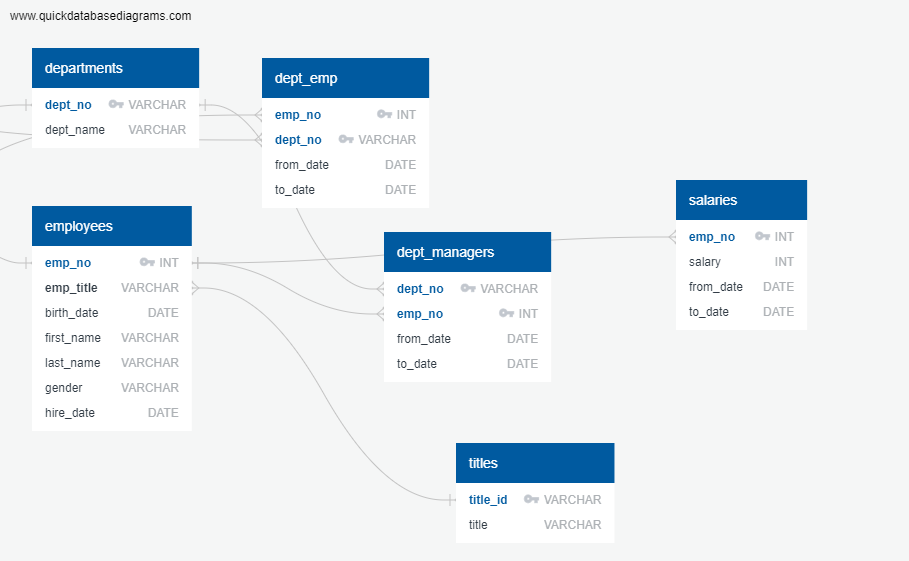 www.quickdatabasediagrams.com
departments
dept_no VARCHAR
dept_name VARCHAR
dept_emp
emp_no INT
dept_no VARCHAR
from_date DATE
to_date DATE
employees
emp_no INT
emp_title VARCHAR
birth_date DATE
first_name VARCHAR
last_name VARCHAR
gender VARCHAR
hire_date DATE
dept_managers
dept_no VARCHAR
emp_no INT
from_date DATE
to_date DATE
salaries
emp_no INT
salary INT
from_date DATE
to_date DATE
titles
title_id VARCHAR
title VARCHAR